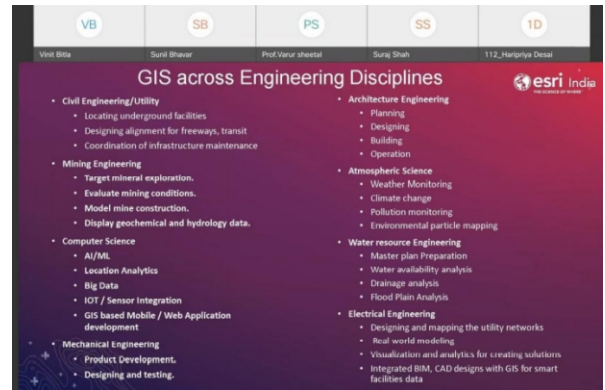 VB
SB
PS
SS
1D
Vinit Bitla
Sunil Bhavar
Prof.Varur sheetal
Suraj Shah
112_Haripriya Desai
GIS across Engineering Disciplines
esri India
THE SCIENCE OF WHERE
• Civil Engineering/Utility
• Locating underground facilities
• Designing alignment for freeways, transit
• Coordination of infrastructure maintenance
• Mining Engineering
• Target mineral exploration.
• Evaluate mining conditions.
• Model mine construction.
• Display geochemical and hydrology data.
• Computer Science
• AI/ML
• Location Analytics
• Big Data
• IOT / Sensor Integration
• GIS based Mobile / Web Application
development
• Mechanical Engineering
• Product Development.
• Designing and testing.
• Architecture Engineering
• Planning
• Designing
• Building
• Operation
• Atmospheric Science
• Weather Monitoring
• Climate change
• Pollution monitoring
• Environmental particle mapping
• Water resource Engineering
• Master plan Preparation
• Water availability analysis
• Drainage analysis
• Flood Plain Analysis
• Electrical Engineering
• Designing and mapping the utility networks
• Real world modeling
• Visualization and analytics for creating solutions
• Integrated BIM, CAD designs with GIS for smart
facilities data